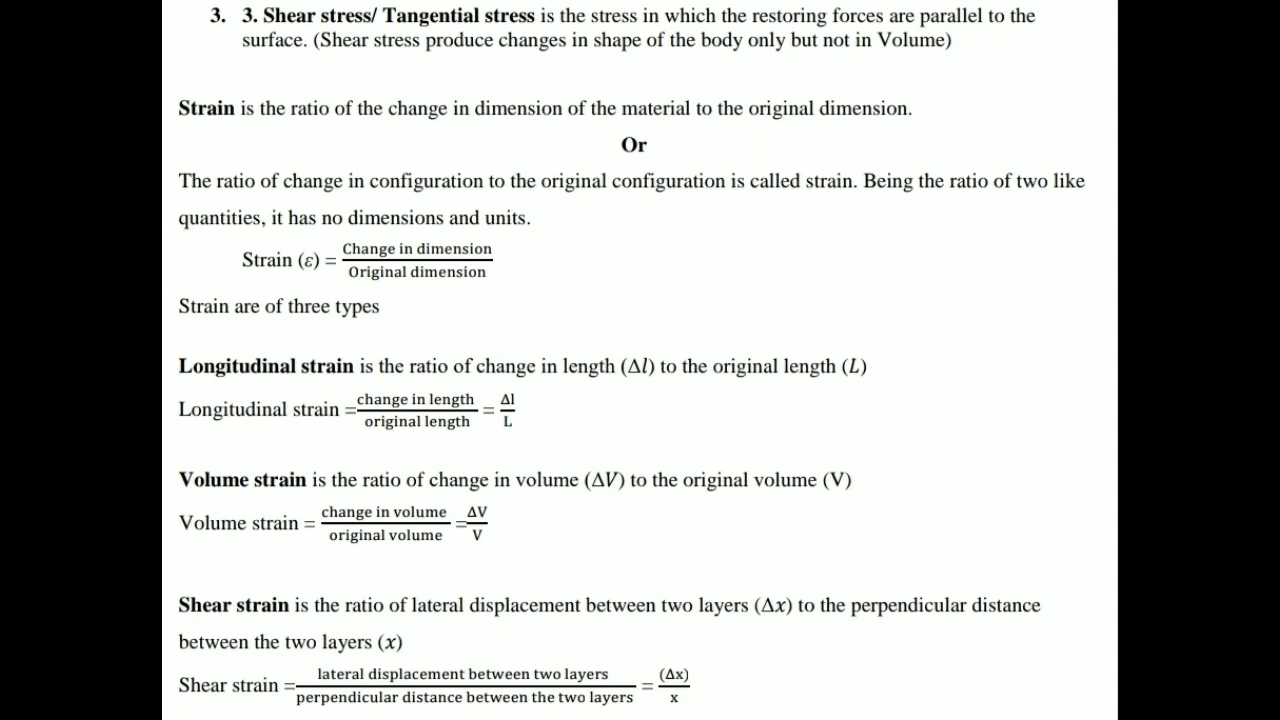 3. 3. Shear stress/ Tangential stress is the stress in which the restoring forces are parallel to the
surface. (Shear stress produce changes in shape of the body only but not in Volume)
Strain is the ratio of the change in dimension of the material to the original dimension.
Or
The ratio of change in configuration to the original configuration is called strain. Being the ratio of two like
quantities, it has no dimensions and units.
Strain (ε) = Change in dimension / Original dimension
Strain are of three types
Longitudinal strain is the ratio of change in length (Δl) to the original length (L)
Longitudinal strain = change in length / original length = Δl / L
Volume strain is the ratio of change in volume (ΔV) to the original volume (V)
Volume strain = change in volume / original volume = ΔV / V
Shear strain is the ratio of lateral displacement between two layers (Δx) to the perpendicular distance
between the two layers (x)
Shear strain = lateral displacement between two layers / perpendicular distance between the two layers = (Δx) / x